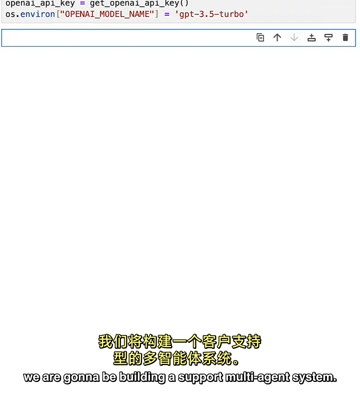 openai_api_key = get_openai_api_key()
os.environ["OPENAI_MODEL_NAME"] = 'gpt-3.5-turbo'
我们将构建一个客户支持
型的多智能体系统。
we are gonna be building a support multi-agent system.